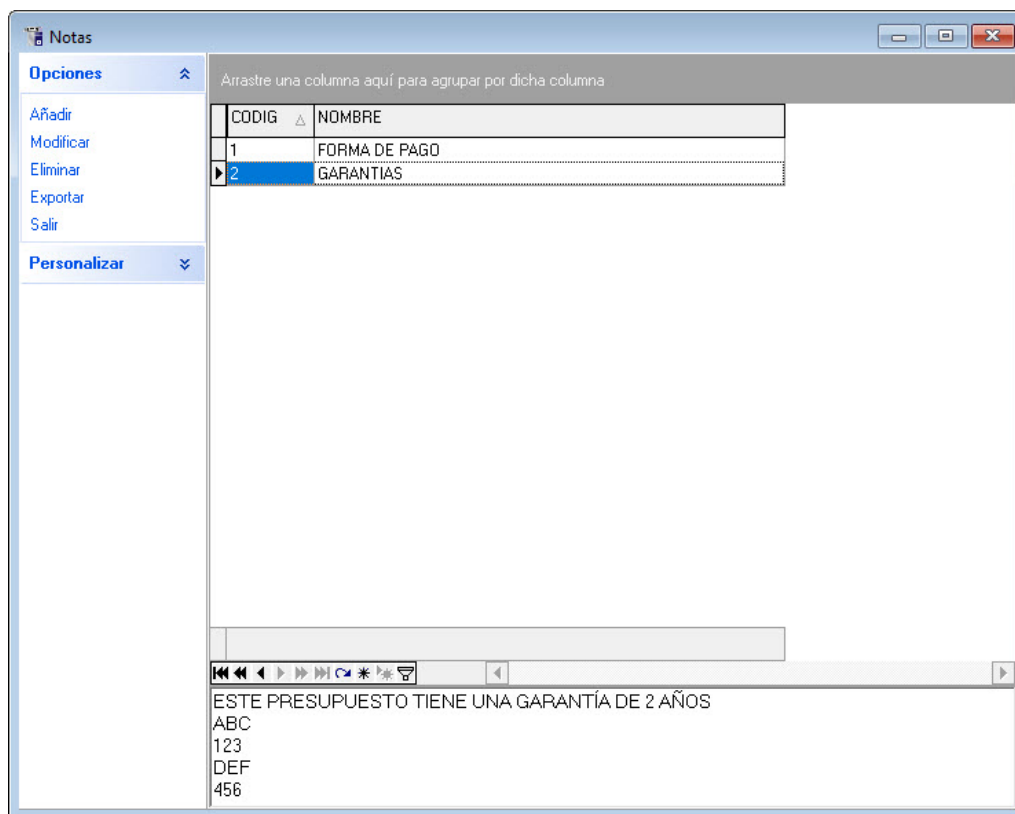 Notas
Opciones
Añadir
Modificar
Eliminar
Exportar
Salir
Personalizar
Arrastre una columna aquí para agrupar por dicha columna
CODIG NOMBRE
1 FORMA DE PAGO
2 GARANTIAS
ESTE PRESUPUESTO TIENE UNA GARANTÍA DE 2 AÑOS
ABC
123
DEF
456